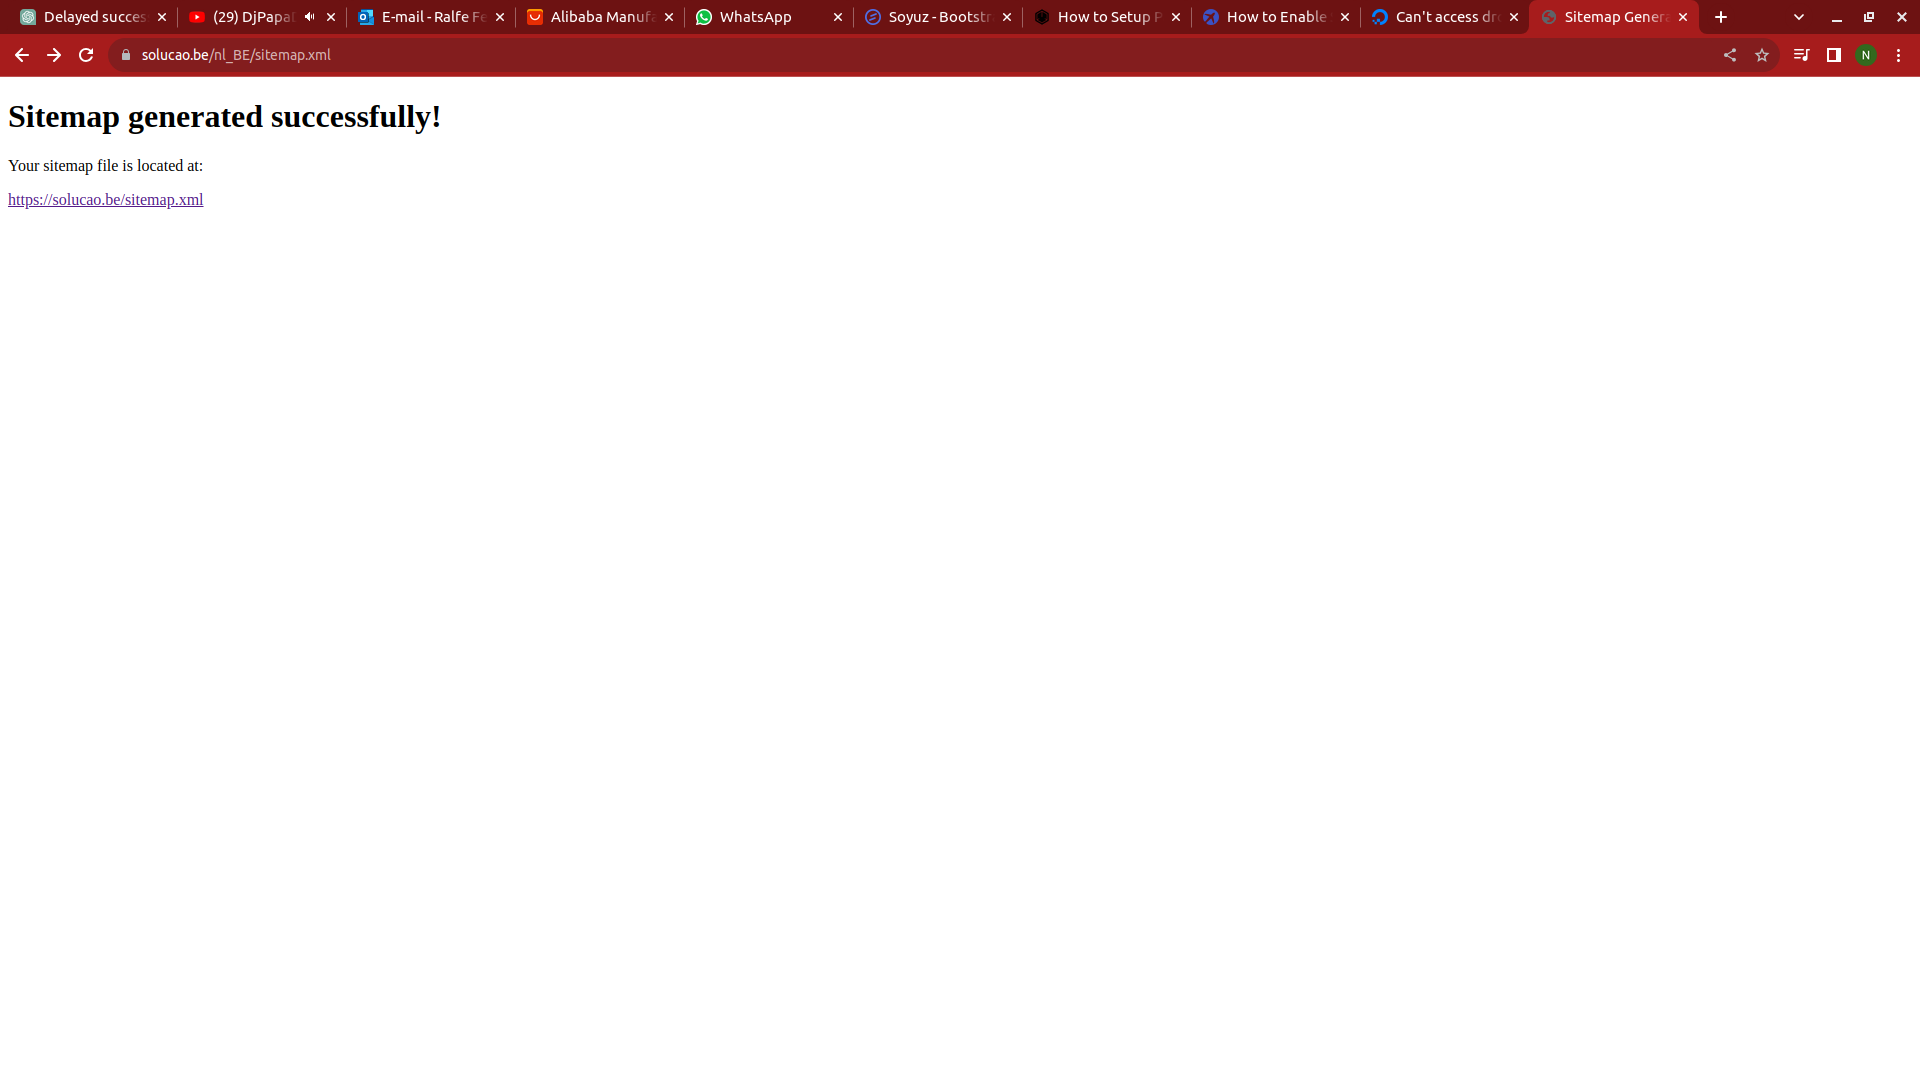 Delayed succes
(29) DjPapa
E-mail - Ralfe Fe
Alibaba Manufa
WhatsApp
Soyuz - Bootstr
How to Setup P
How to Enable
Can't access dro
Sitemap Genera
solucao.be/nl_BE/sitemap.xml
N
Sitemap generated successfully!
Your sitemap file is located at:
https://solucao.be/sitemap.xml